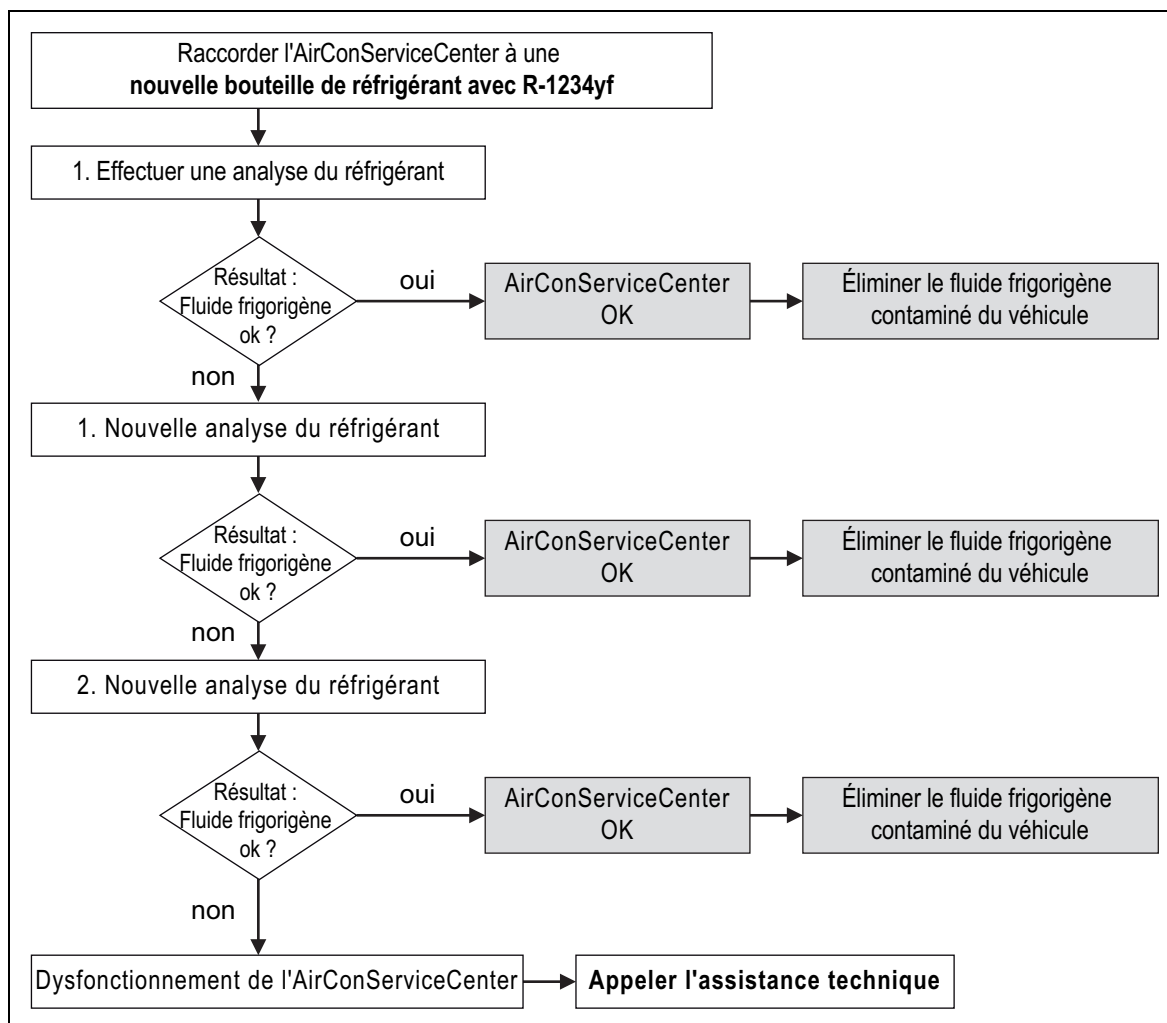 Raccorder l'AirConServiceCenter à une
nouvelle bouteille de réfrigérant avec R-1234yf
1. Effectuer une analyse du réfrigérant
Résultat :
Fluide frigorigène
ok ?
oui
AirConServiceCenter
OK
Éliminer le fluide frigorigène
contaminé du véhicule
non
1. Nouvelle analyse du réfrigérant
Résultat :
Fluide frigorigène
ok ?
oui
AirConServiceCenter
OK
Éliminer le fluide frigorigène
contaminé du véhicule
non
2. Nouvelle analyse du réfrigérant
Résultat :
Fluide frigorigène
ok ?
oui
AirConServiceCenter
OK
Éliminer le fluide frigorigène
contaminé du véhicule
non
Dysfonctionnement de l'AirConServiceCenter
Appeler l'assistance technique